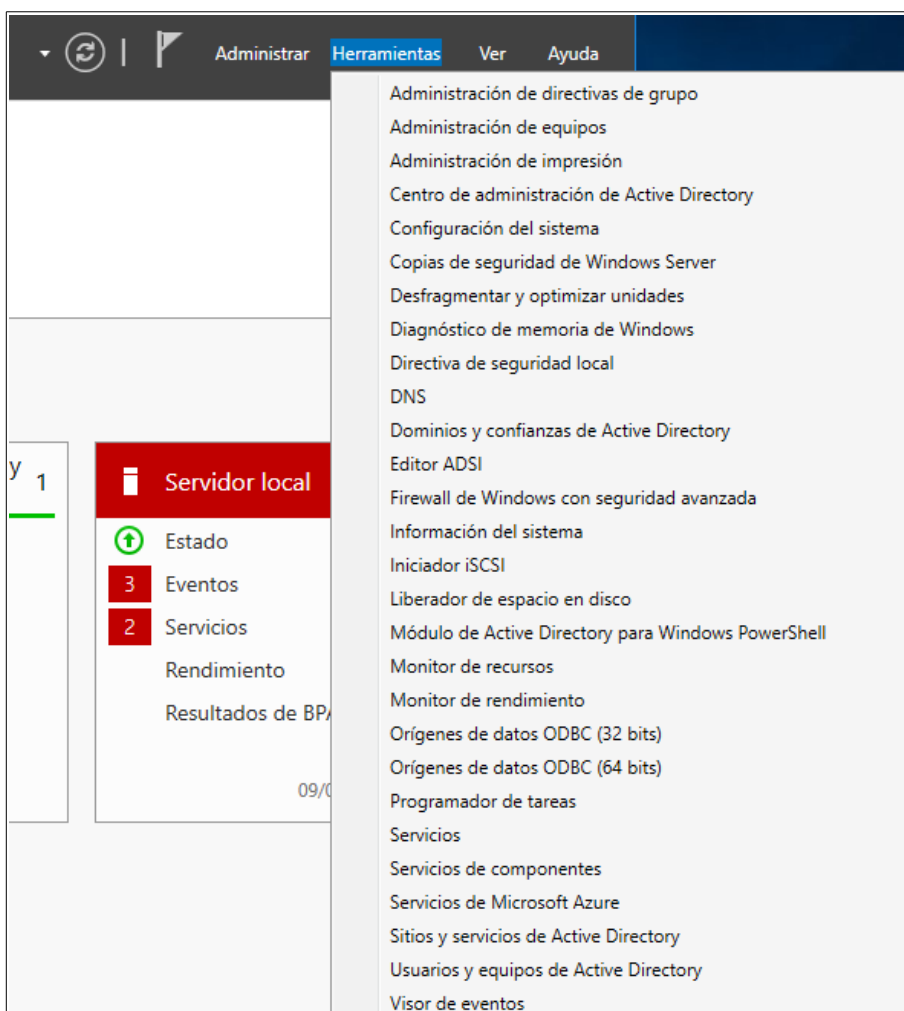 Administrar Herramientas Ver Ayuda
Administración de directivas de grupo
Administración de equipos
Administración de impresión
Centro de administración de Active Directory
Configuración del sistema
Copias de seguridad de Windows Server
Desfragmentar y optimizar unidades
Diagnóstico de memoria de Windows
Directiva de seguridad local
DNS
Dominios y confianzas de Active Directory
Editor ADSI
Firewall de Windows con seguridad avanzada
Información del sistema
Iniciador iSCSI
Liberador de espacio en disco
Módulo de Active Directory para Windows PowerShell
Monitor de recursos
Monitor de rendimiento
Orígenes de datos ODBC (32 bits)
Orígenes de datos ODBC (64 bits)
Programador de tareas
Servicios
Servicios de componentes
Servicios de Microsoft Azure
Sitios y servicios de Active Directory
Usuarios y equipos de Active Directory
Visor de eventos
y 1
Servidor local
Estado
3 Eventos
2 Servicios
Rendimiento
Resultados de BP
09/0